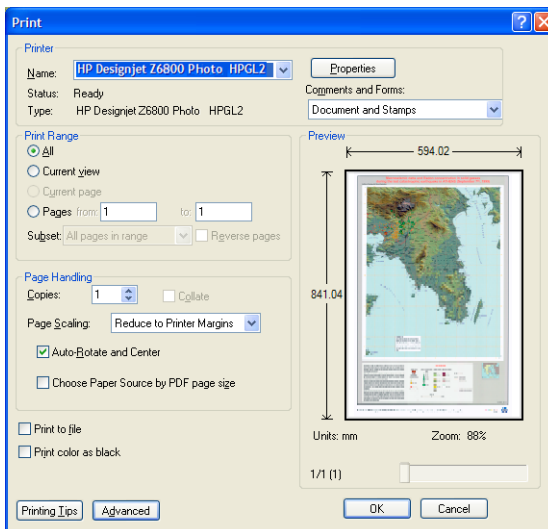 Print
Printer
Name: HP Designjet Z6800 Photo HPGL2
Properties
Status: Ready
Comments and Forms:
Type: HP Designjet Z6800 Photo HPGL2
Document and Stamps
Print Range
All
Current view
Current page
Pages from: 1 to: 1
Subset: All pages in range Reverse pages
Page Handling
Copies: 1 Collate
Page Scaling: Reduce to Printer Margins
Auto-Rotate and Center
Choose Paper Source by PDF page size
Print to file
Print color as black
Preview
594.02
841.04
Units: mm Zoom: 88%
1/1 (1)
Printing Tips Advanced OK Cancel